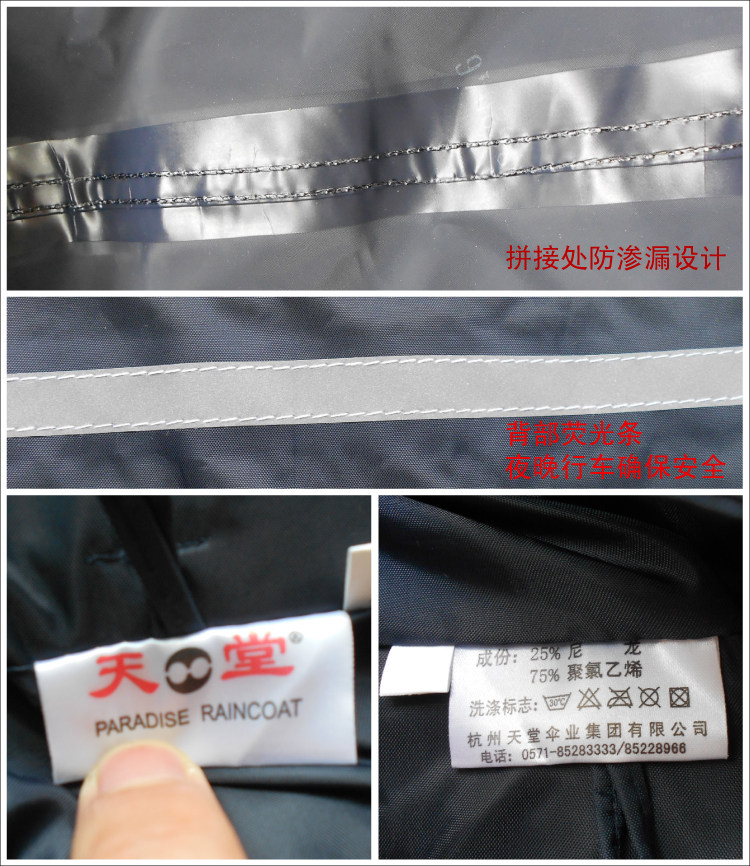 拼接处防渗漏设计
背部荧光条
夜晚行车确保安全
天堂®
PARADISE RAINCOAT
成份：25% 尼 龙
75% 聚氯乙烯
洗涤标志：30℃
杭州天堂伞业集团有限公司
电话：0571-85283333/85228966